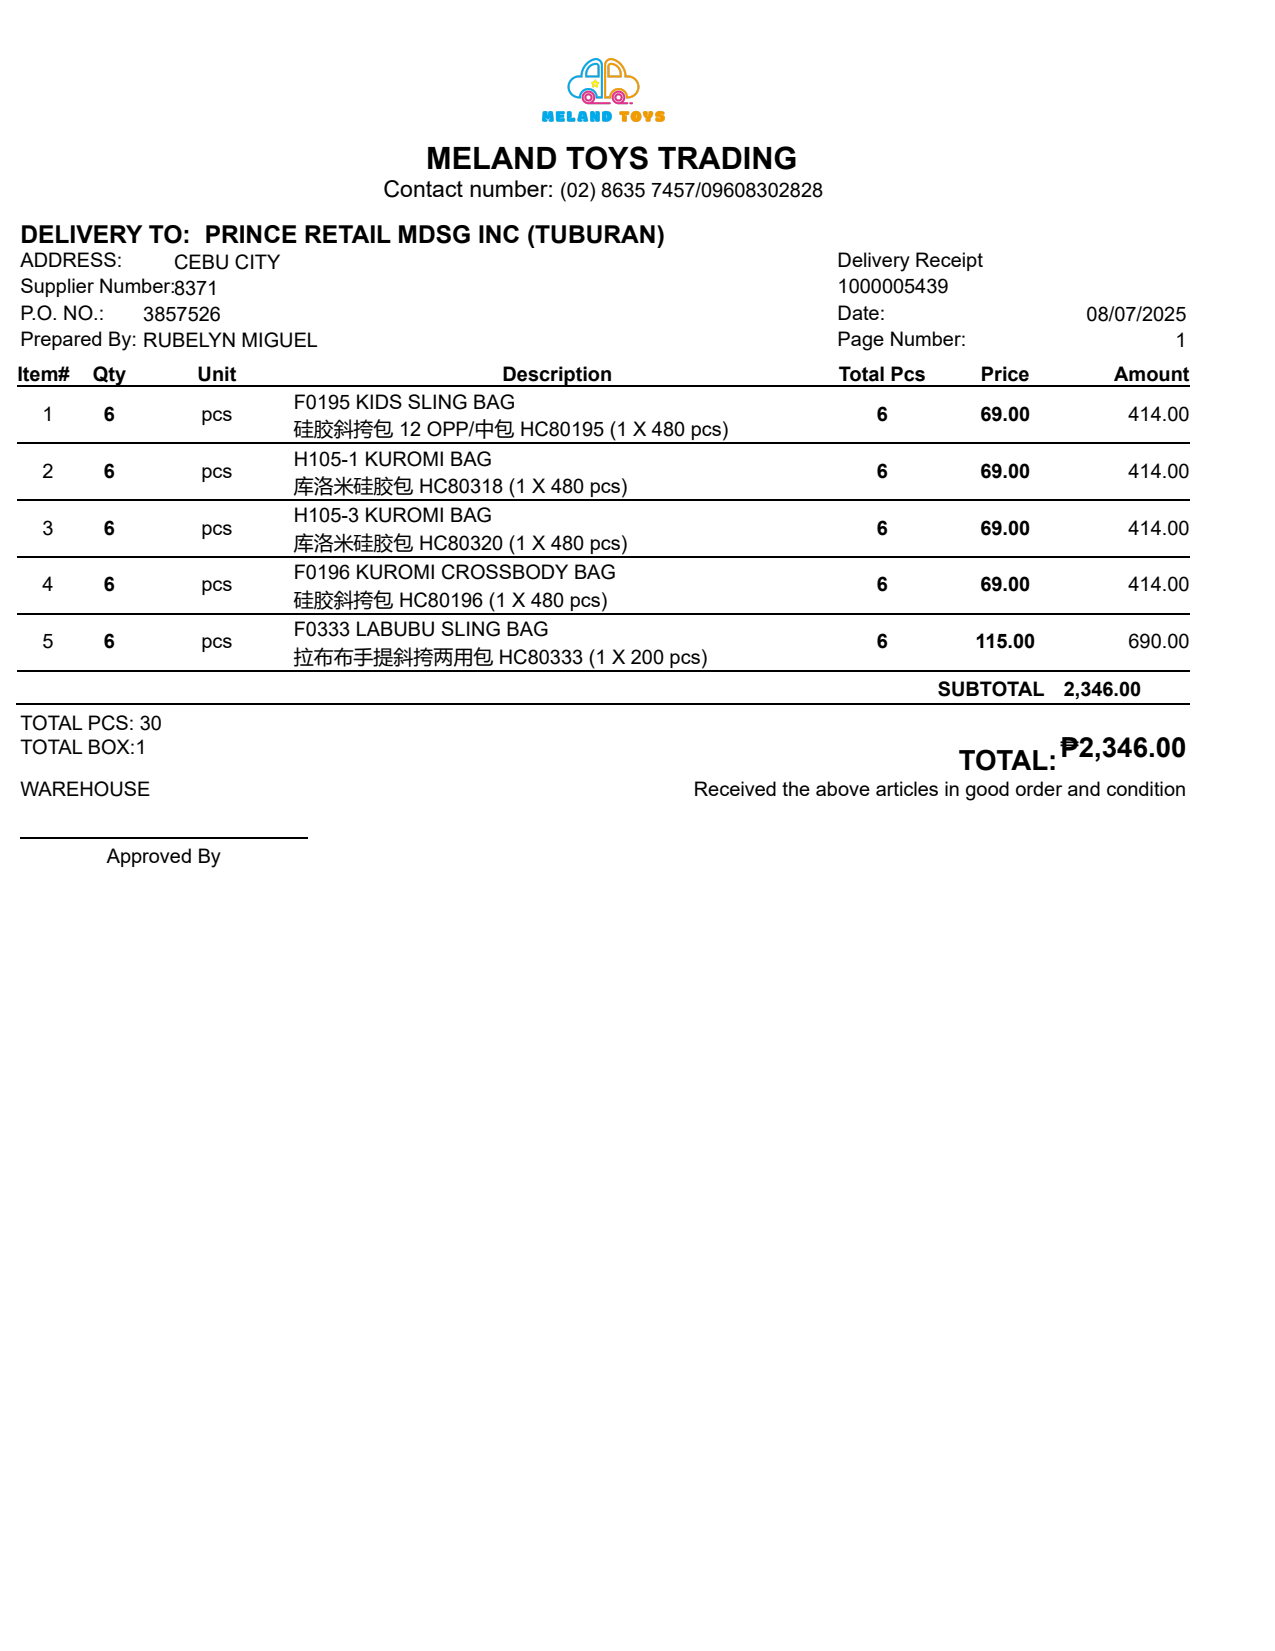 MELAND TOYS
MELAND TOYS TRADING
Contact number: (02) 8635 7457/09608302828
DELIVERY TO: PRINCE RETAIL MDSG INC (TUBURAN)
ADDRESS: CEBU CITY Delivery Receipt
Supplier Number:8371 1000005439
P.O. NO.: 3857526 Date: 08/07/2025
Prepared By: RUBELYN MIGUEL Page Number: 1
Item# Qty Unit Description Total Pcs Price Amount
1 6 pcs F0195 KIDS SLING BAG 6 69.00 414.00
硅胶斜挎包 12 OPP/中包 HC80195 (1 X 480 pcs)
2 6 pcs H105-1 KUROMI BAG 6 69.00 414.00
库洛米硅胶包 HC80318 (1 X 480 pcs)
3 6 pcs H105-3 KUROMI BAG 6 69.00 414.00
库洛米硅胶包 HC80320 (1 X 480 pcs)
4 6 pcs F0196 KUROMI CROSSBODY BAG 6 69.00 414.00
硅胶斜挎包 HC80196 (1 X 480 pcs)
5 6 pcs F0333 LABUBU SLING BAG 6 115.00 690.00
拉布布手提斜挎两用包 HC80333 (1 X 200 pcs)
SUBTOTAL 2,346.00
TOTAL PCS: 30
TOTAL BOX:1 TOTAL: ₱2,346.00
WAREHOUSE Received the above articles in good order and condition
Approved By